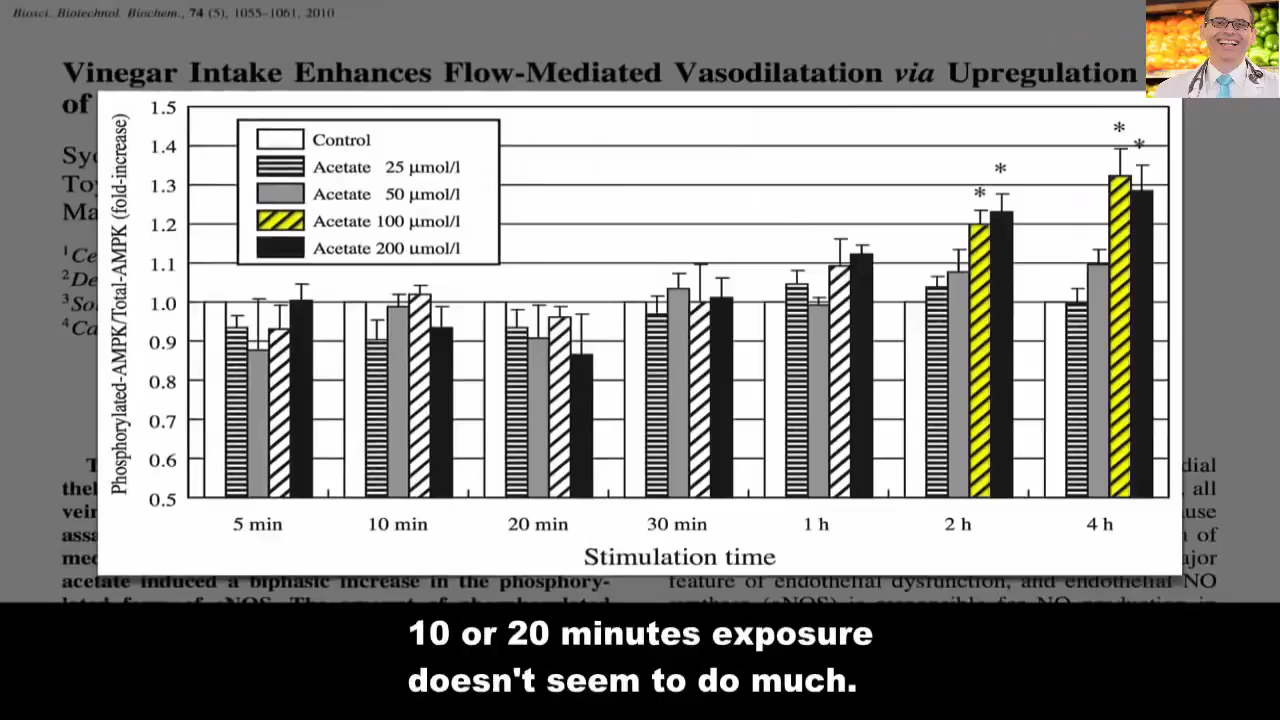 Biosci. Biotechnol. Biochem., 74 (5), 1055–1061, 2010
Vinegar Intake Enhances Flow-Mediated Vasodilatation via Upregulation
of
Phosphorylated-AMPK/Total-AMPK (fold-increase)
1.5
1.4
1.3
1.2
1.1
1.0
0.9
0.8
0.7
0.6
0.5
Control
Acetate 25 µmol/l
Acetate 50 µmol/l
Acetate 100 µmol/l
Acetate 200 µmol/l
* *
* *
5 min 10 min 20 min 30 min 1 h 2 h 4 h
Stimulation time
acetate induced a biphasic increase in the phosphory-
feature of endothelial dysfunction, and endothelial NO
10 or 20 minutes exposure
doesn't seem to do much.